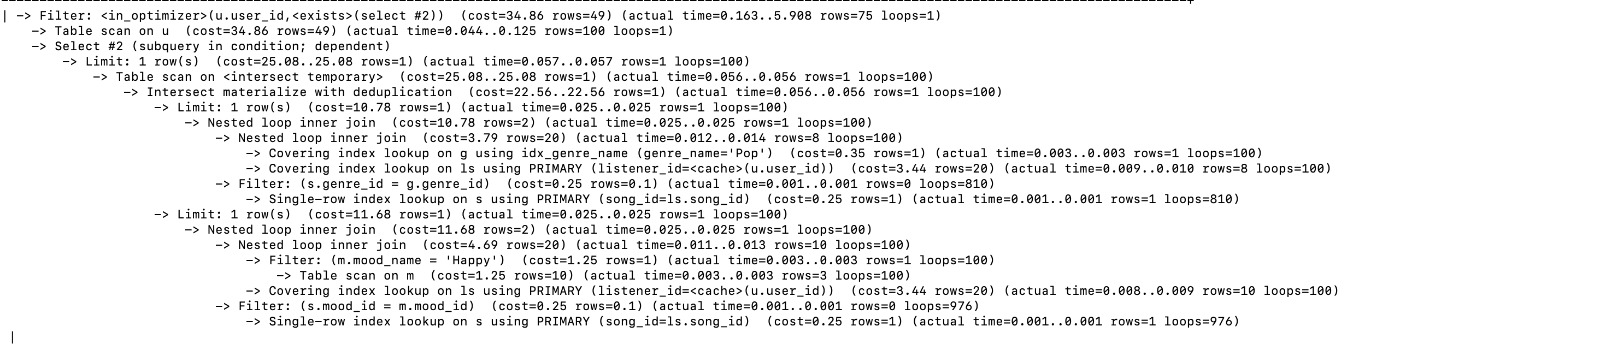 | -> Filter: <in_optimizer>(u.user_id,<exists>(select #2))  (cost=34.86 rows=49) (actual time=0.163..5.908 rows=75 loops=1)
    -> Table scan on u  (cost=34.86 rows=49) (actual time=0.044..0.125 rows=100 loops=1)
    -> Select #2 (subquery in condition; dependent)
        -> Limit: 1 row(s)  (cost=25.08..25.08 rows=1) (actual time=0.057..0.057 rows=1 loops=100)
            -> Table scan on <intersect temporary>  (cost=25.08..25.08 rows=1) (actual time=0.056..0.056 rows=1 loops=100)
                -> Intersect materialize with deduplication  (cost=22.56..22.56 rows=1) (actual time=0.056..0.056 rows=1 loops=100)
                    -> Limit: 1 row(s)  (cost=10.78 rows=1) (actual time=0.025..0.025 rows=1 loops=100)
                        -> Nested loop inner join  (cost=10.78 rows=2) (actual time=0.025..0.025 rows=1 loops=100)
                            -> Nested loop inner join  (cost=3.79 rows=20) (actual time=0.012..0.014 rows=8 loops=100)
                                -> Covering index lookup on g using idx_genre_name (genre_name='Pop')  (cost=0.35 rows=1) (actual time=0.003..0.003 rows=1 loops=100)
                                -> Covering index lookup on ls using PRIMARY (listener_id=<cache>(u.user_id))  (cost=3.44 rows=20) (actual time=0.009..0.010 rows=8 loops=100)
                            -> Filter: (s.genre_id = g.genre_id)  (cost=0.25 rows=0.1) (actual time=0.001..0.001 rows=0 loops=810)
                                -> Single-row index lookup on s using PRIMARY (song_id=ls.song_id)  (cost=0.25 rows=1) (actual time=0.001..0.001 rows=1 loops=810)
                    -> Limit: 1 row(s)  (cost=11.68 rows=1) (actual time=0.025..0.025 rows=1 loops=100)
                        -> Nested loop inner join  (cost=11.68 rows=2) (actual time=0.025..0.025 rows=1 loops=100)
                            -> Nested loop inner join  (cost=4.69 rows=20) (actual time=0.011..0.013 rows=10 loops=100)
                                -> Filter: (m.mood_name = 'Happy')  (cost=1.25 rows=1) (actual time=0.003..0.003 rows=1 loops=100)
                                    -> Table scan on m  (cost=1.25 rows=10) (actual time=0.003..0.003 rows=3 loops=100)
                                -> Covering index lookup on ls using PRIMARY (listener_id=<cache>(u.user_id))  (cost=3.44 rows=20) (actual time=0.008..0.009 rows=10 loops=100)
                            -> Filter: (s.mood_id = m.mood_id)  (cost=0.25 rows=0.1) (actual time=0.001..0.001 rows=0 loops=976)
                                -> Single-row index lookup on s using PRIMARY (song_id=ls.song_id)  (cost=0.25 rows=1) (actual time=0.001..0.001 rows=1 loops=976)
 |